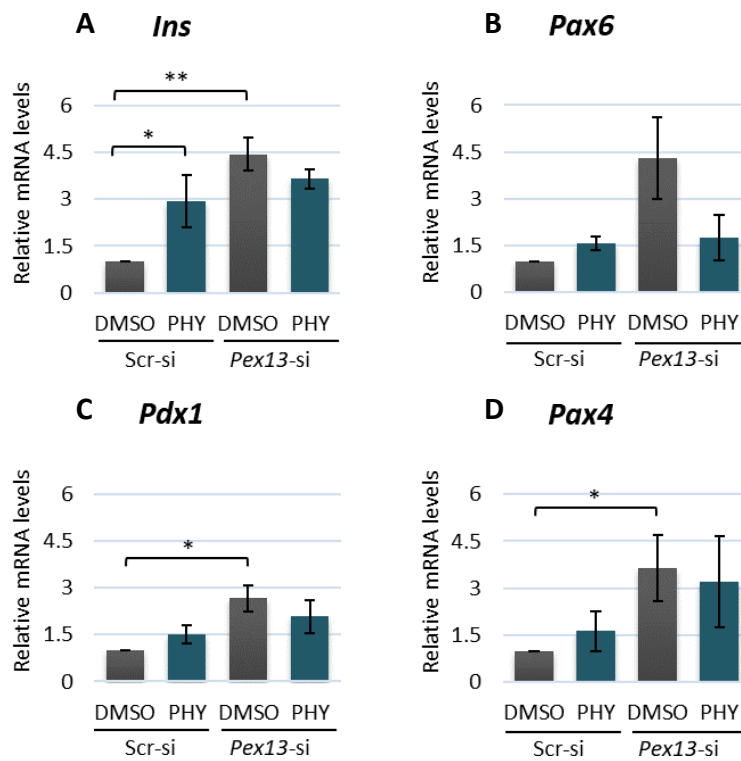 A Ins
Relative mRNA levels
6
4.5
3
1.5
0
**
*
DMSO PHY DMSO PHY
Scr-si Pex13-si
B Pax6
Relative mRNA levels
6
4.5
3
1.5
0
DMSO PHY DMSO PHY
Scr-si Pex13-si
C Pdx1
Relative mRNA levels
6
4.5
3
1.5
0
*
DMSO PHY DMSO PHY
Scr-si Pex13-si
D Pax4
Relative mRNA levels
6
4.5
3
1.5
0
*
DMSO PHY DMSO PHY
Scr-si Pex13-si